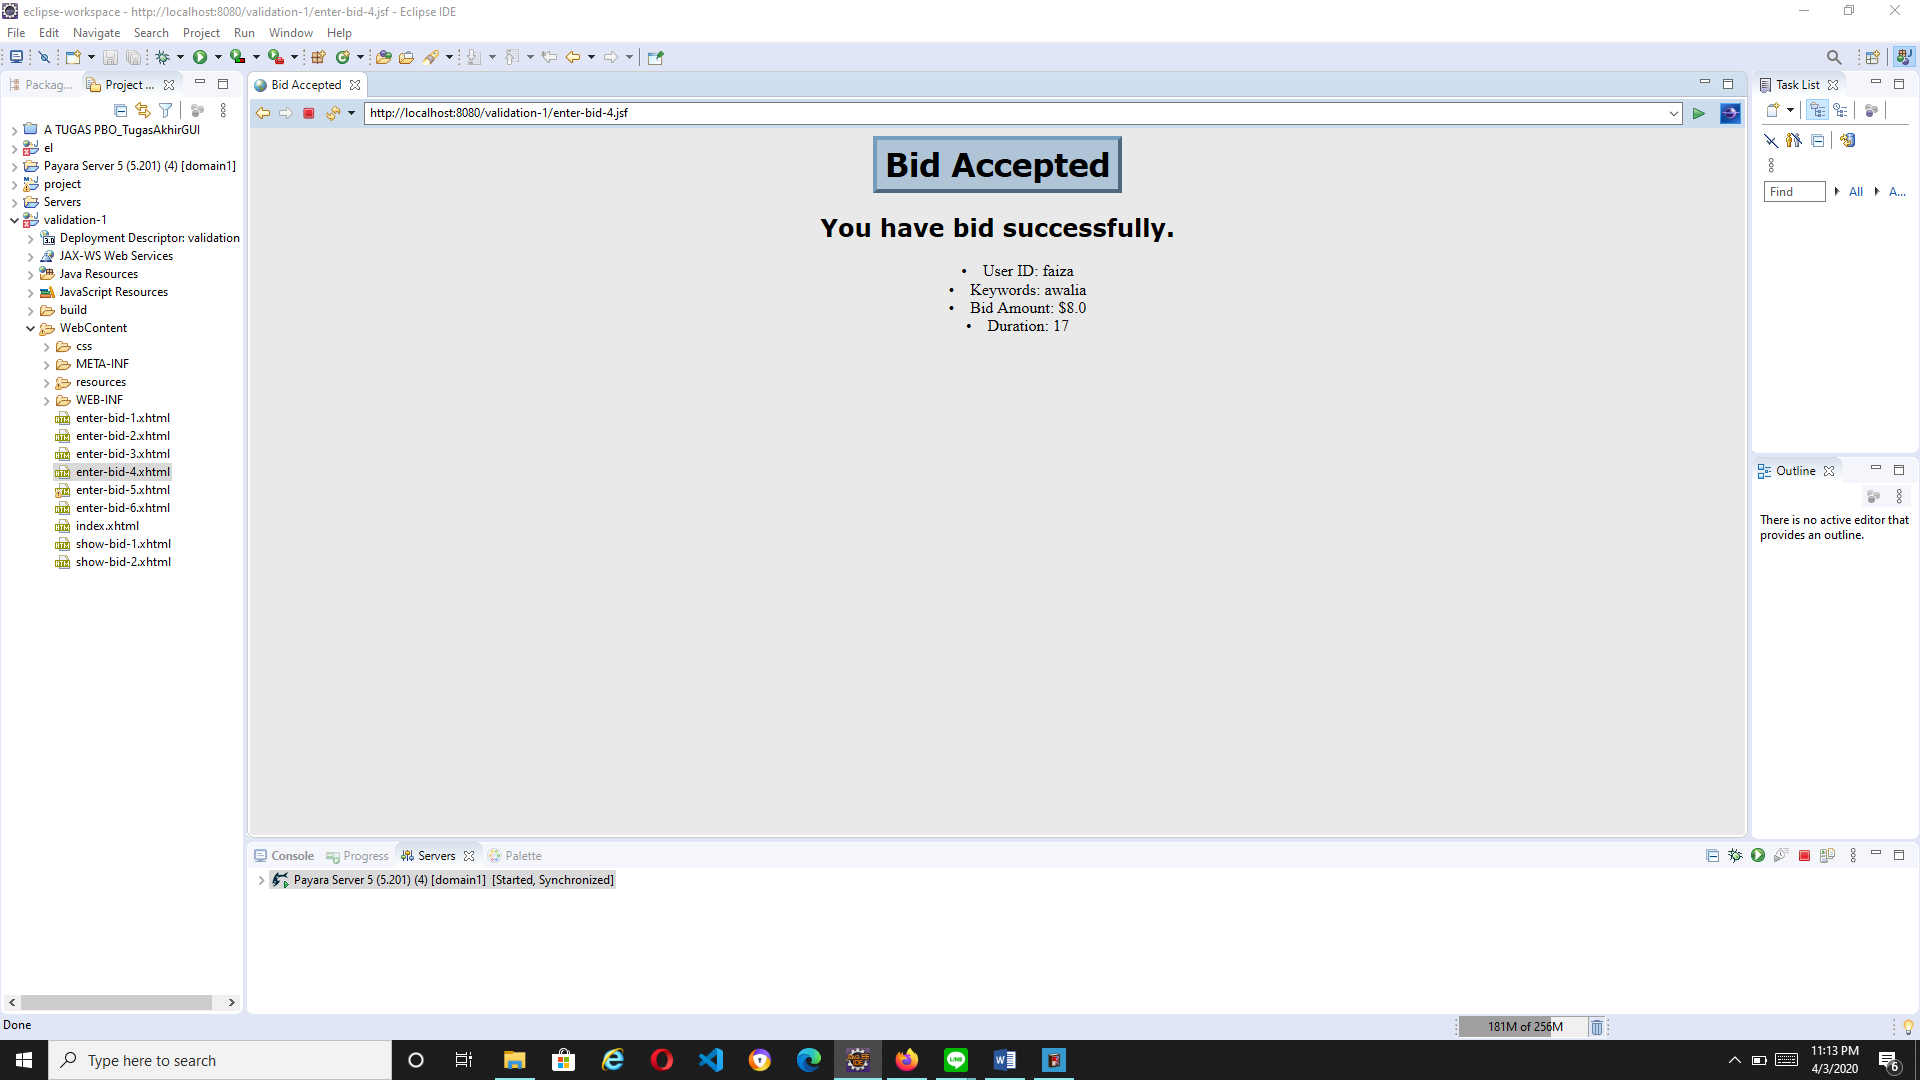 eclipse-workspace - http://localhost:8080/validation-1/enter-bid-4.jsf - Eclipse IDE
File Edit Navigate Search Project Run Window Help
Packag... Project ...
A TUGAS PBO_TugasAkhirGUI
el
Payara Server 5 (5.201) (4) [domain1]
project
Servers
validation-1
Deployment Descriptor: validation
JAX-WS Web Services
Java Resources
JavaScript Resources
build
WebContent
css
META-INF
resources
WEB-INF
enter-bid-1.xhtml
enter-bid-2.xhtml
enter-bid-3.xhtml
enter-bid-4.xhtml
enter-bid-5.xhtml
enter-bid-6.xhtml
index.xhtml
show-bid-1.xhtml
show-bid-2.xhtml
Bid Accepted
http://localhost:8080/validation-1/enter-bid-4.jsf
Bid Accepted
You have bid successfully.
• User ID: faiza
• Keywords: awalia
• Bid Amount: $8.0
• Duration: 17
Task List
Find All A...
Outline
There is no active editor that
provides an outline.
Console Progress Servers Palette
Payara Server 5 (5.201) (4) [domain1] [Started, Synchronized]
Done
181M of 256M
Type here to search
11:13 PM
4/3/2020
6